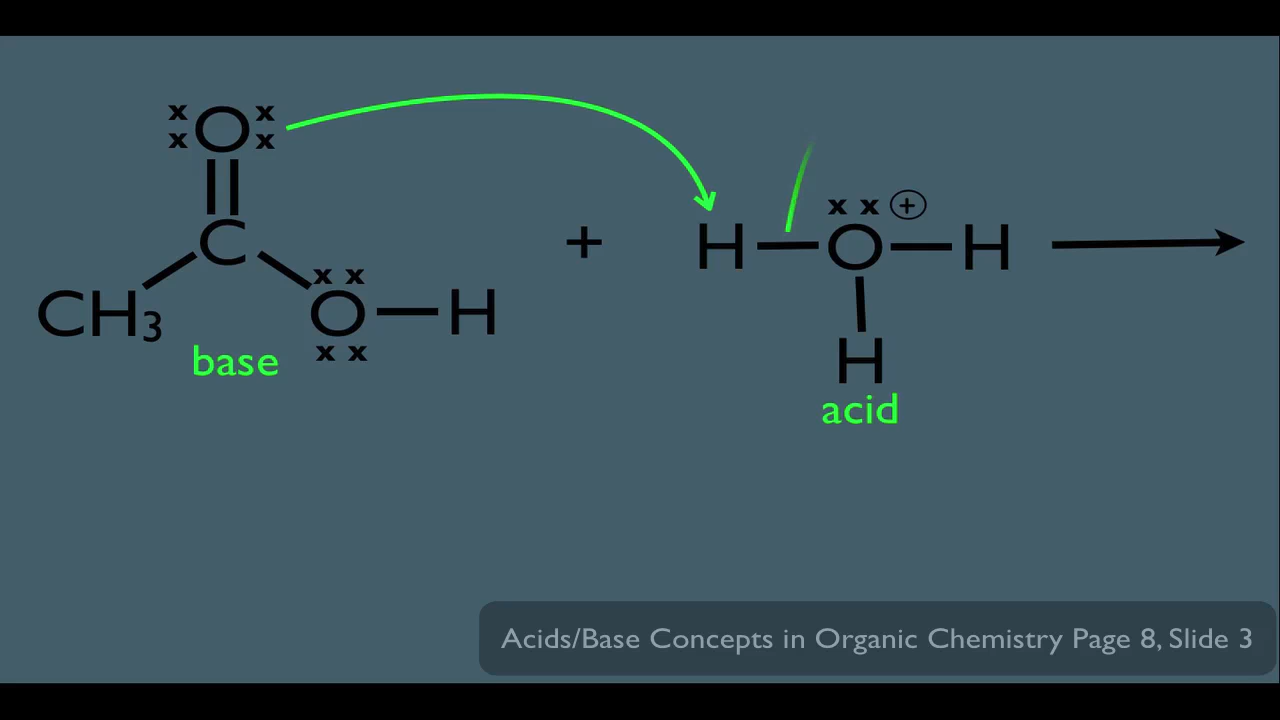 O
C
CH3
O
H
base
+
H
O
+
H
H
acid
Acids/Base Concepts in Organic Chemistry Page 8, Slide 3